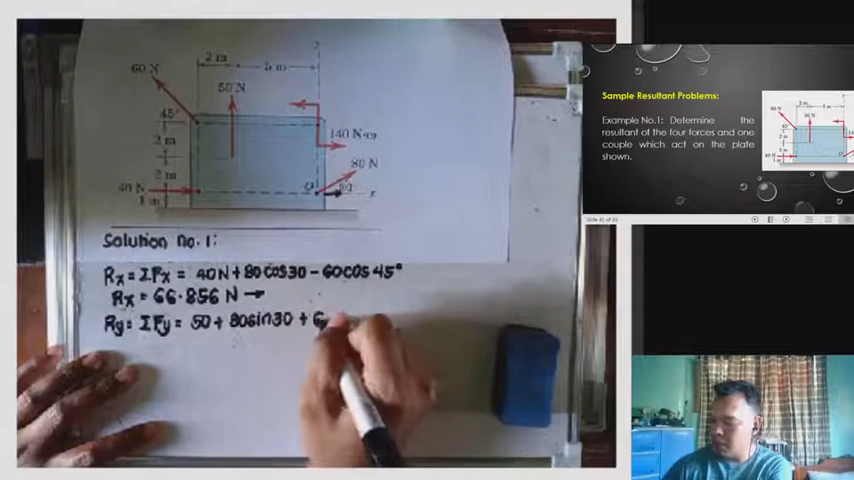 2 m
5 m
y
60 N
50 N
45°
2 m
140 N·m
80 N
2 m
40 N
O
30°
x
1 m
Solution no. 1:
Rx = ΣFx = 40N + 80cos30 - 60cos45°
Rx = 66.856 N →
Ry = ΣFy = 50 + 80sin30 + 6
Sample Resultant Problems:
Example No.1: Determine the
resultant of the four forces and one
couple which act on the plate
shown.